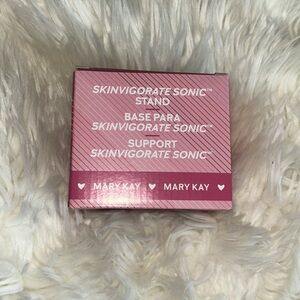 SKINVIGORATE SONIC™
STAND
BASE PARA
SKINVIGORATE SONIC™
SUPPORT
SKINVIGORATE SONIC™
♥ MARY KAY ♥ MARY KAY ♥